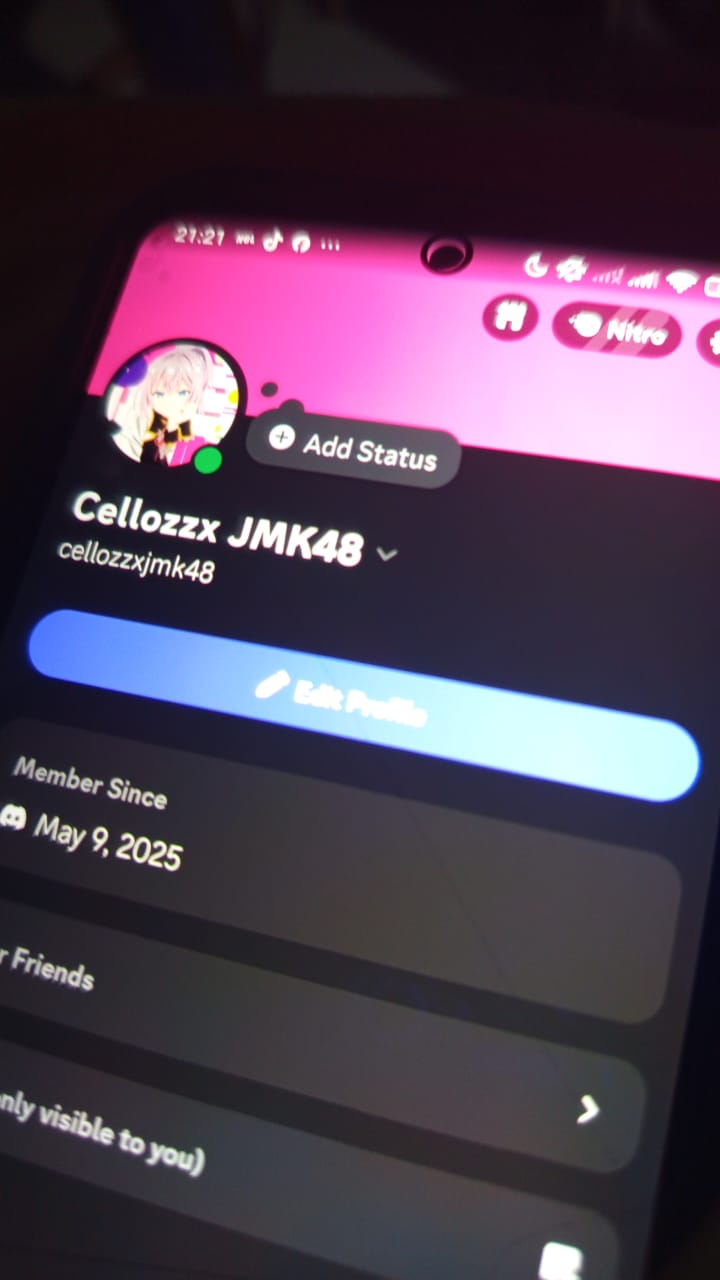 21:21
Nitro
Add Status
Cellozzx JMK48
cellozzxjmk48
Edit Profile
Member Since
May 9, 2025
r Friends
only visible to you)